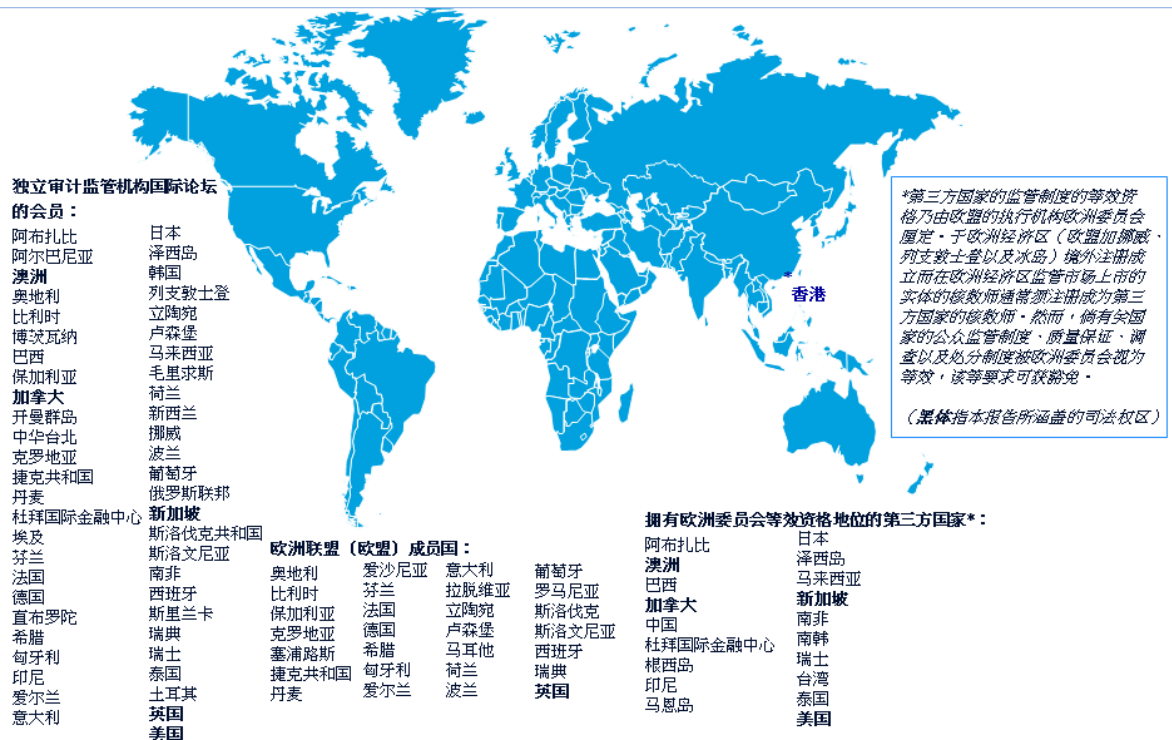 独立审计监管机构国际论坛
的会员：
阿布扎比
阿尔巴尼亚
澳洲
奥地利
比利时
博茨瓦纳
巴西
保加利亚
加拿大
开曼群岛
中华台北
克罗地亚
捷克共和国
丹麦
杜拜国际金融中心
埃及
芬兰
法国
德国
直布罗陀
希腊
匈牙利
印尼
爱尔兰
意大利
日本
泽西岛
韩国
列支敦士登
立陶宛
卢森堡
马来西亚
毛里求斯
荷兰
新西兰
挪威
波兰
葡萄牙
俄罗斯联邦
新加坡
斯洛伐克共和国
斯洛文尼亚
南非
西班牙
斯里兰卡
瑞典
瑞士
泰国
土耳其
英国
美国
*香港
*第三方国家的监管制度的等效资
格乃由欧盟的执行机构欧洲委员会
厘定。于欧洲经济区（欧盟加挪威、
列支敦士登以及冰岛）境外注册成
立而在欧洲经济区监管市场上市的
实体的核数师通常须注册成为第三
方国家的核数师。然而，倘有关国
家的公众监管制度、质量保证、调
查以及处分制度被欧洲委员会视为
等效，该等要求可获豁免。
（黑体指本报告所涵盖的司法权区）
欧洲联盟（欧盟）成员国：
奥地利
比利时
保加利亚
克罗地亚
塞浦路斯
捷克共和国
丹麦
爱沙尼亚
芬兰
法国
德国
希腊
匈牙利
爱尔兰
意大利
拉脱维亚
立陶宛
卢森堡
马耳他
荷兰
波兰
葡萄牙
罗马尼亚
斯洛伐克
斯洛文尼亚
西班牙
瑞典
英国
拥有欧洲委员会等效资格地位的第三方国家*：
阿布扎比
澳洲
巴西
加拿大
中国
杜拜国际金融中心
根西岛
印尼
马恩岛
日本
泽西岛
马来西亚
新加坡
南非
南韩
瑞士
台湾
泰国
美国